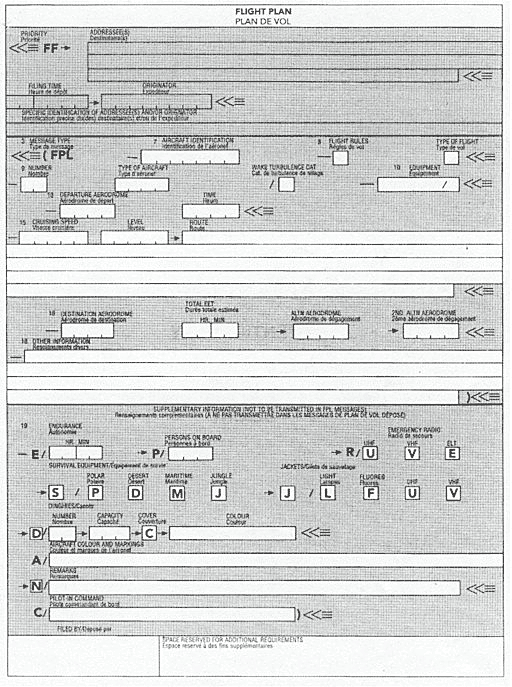 FLIGHT PLAN
PLAN DE VOL
PRIORITY
Priorité
ADDRESSEE(S)
Destinataire(s)
<<≡ FF →
<<≡
FILING TIME
Heure de dépôt
ORIGINATOR
Expéditeur
→ <<≡
SPECIFIC IDENTIFICATION OF ADDRESSEE(S) AND/OR ORIGINATOR
Identification précise du(des) destinataire(s) et/ou de l'expéditeur
3 MESSAGE TYPE
Type de message
7 AIRCRAFT IDENTIFICATION
Identification de l'aéronef
8 FLIGHT RULES
Règles de vol
TYPE OF FLIGHT
Type de vol
<<≡ (FPL
<<≡
9 NUMBER
Nombre
TYPE OF AIRCRAFT
Type d'aéronef
WAKE TURBULENCE CAT
Cat. de turbulence de sillage
10 EQUIPMENT
Équipement
/ / <<≡
13 DEPARTURE AERODROME
Aérodrome de départ
TIME
Heure
<<≡
15 CRUISING SPEED
Vitesse croisière
LEVEL
Niveau
ROUTE
Route
→
<<≡
16 DESTINATION AERODROME
Aérodrome de destination
TOTAL EET
Durée totale estimée
HR. MIN
ALTN AERODROME
Aérodrome de dégagement
2ND. ALTN AERODROME
2ème aérodrome de dégagement
→ → <<≡
18 OTHER INFORMATION
Renseignements divers
)<<≡
SUPPLEMENTARY INFORMATION (NOT TO BE TRANSMITTED IN FPL MESSAGES)
Renseignements complémentaires (À NE PAS TRANSMETTRE DANS LES MESSAGES DE PLAN DE VOL DÉPOSÉ)
19 ENDURANCE
Autonomie
HR. MIN
PERSONS ON BOARD
Personnes à bord
EMERGENCY RADIO
Radio de secours
UHF VHF ELT
E/ → P/ → R/ U V E
SURVIVAL EQUIPMENT/Équipement de survie
JACKETS/Gilets de sauvetage
POLAR
Polaire
DESERT
Désert
MARITIME
Maritime
JUNGLE
Jungle
LIGHT
Lampes
FLUORES
Fluores
UHF VHF
→ S / P D M J → J / L F U V
DINGHIES/Canots
NUMBER
Nombre
CAPACITY
Capacité
COVER
Couverture
COLOUR
Couleur
→ D / → → C → <<≡
AIRCRAFT COLOUR AND MARKINGS
Couleur et marques de l'aéronef
A/
REMARKS
Remarques
→ N / <<≡
PILOT-IN-COMMAND
Pilote commandant de bord
C/ ) <<≡
FILED BY/Déposé par
SPACE RESERVED FOR ADDITIONAL REQUIREMENTS
Espace réservé à des fins supplémentaires